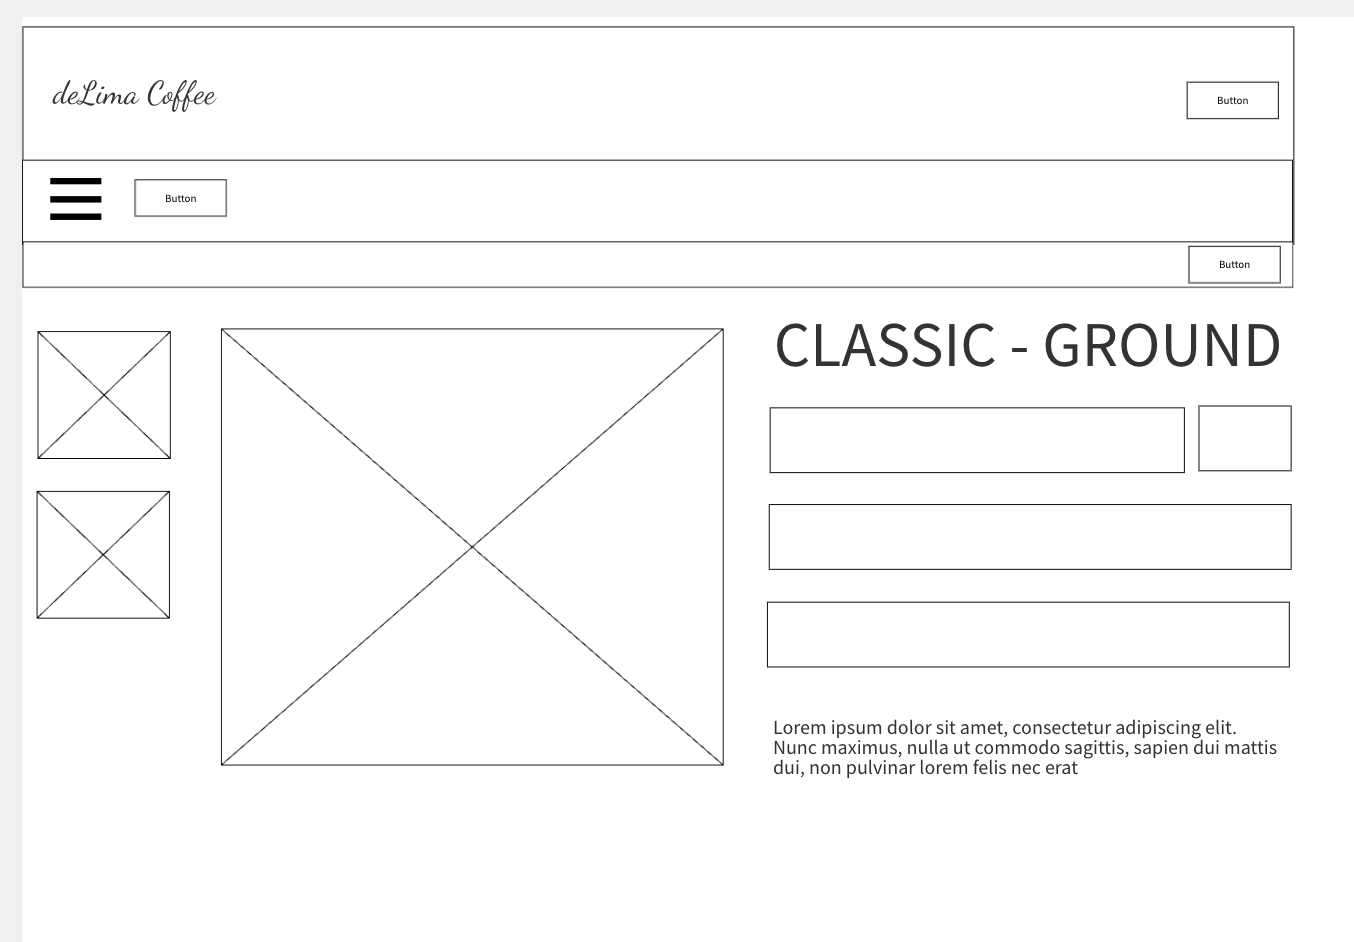 deLima Coffee
Button
Button
Button
CLASSIC - GROUND
Lorem ipsum dolor sit amet, consectetur adipiscing elit.
Nunc maximus, nulla ut commodo sagittis, sapien dui mattis
dui, non pulvinar lorem felis nec erat